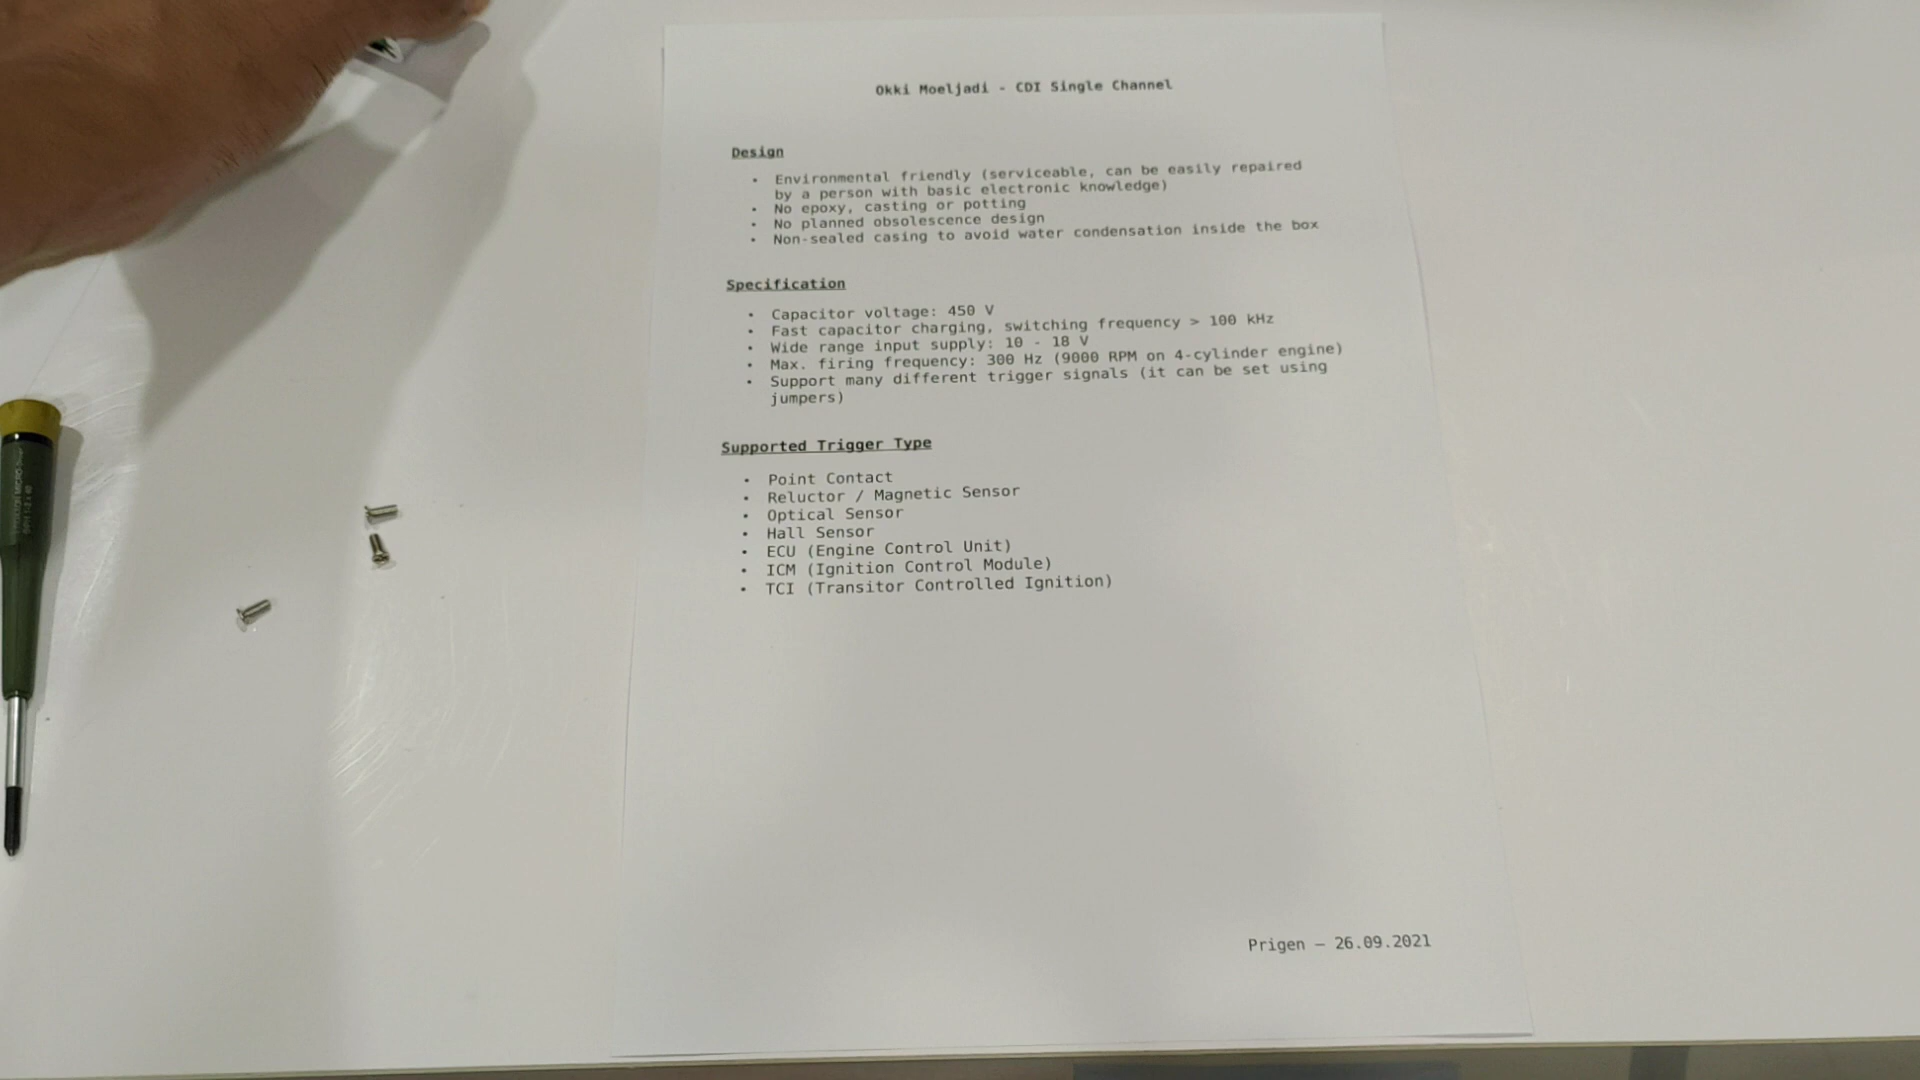 Okki Moeljadi - CDI Single Channel
Design
• Environmental friendly (serviceable, can be easily repaired
by a person with basic electronic knowledge)
• No epoxy, casting or potting
• No planned obsolescence design
• Non-sealed casing to avoid water condensation inside the box
Specification
• Capacitor voltage: 450 V
• Fast capacitor charging, switching frequency > 100 kHz
• Wide range input supply: 10 - 18 V
• Max. firing frequency: 300 Hz (9000 RPM on 4-cylinder engine)
• Support many different trigger signals (it can be set using
jumpers)
Supported Trigger Type
• Point Contact
• Reluctor / Magnetic Sensor
• Optical Sensor
• Hall Sensor
• ECU (Engine Control Unit)
• ICM (Ignition Control Module)
• TCI (Transitor Controlled Ignition)
Prigen – 26.09.2021